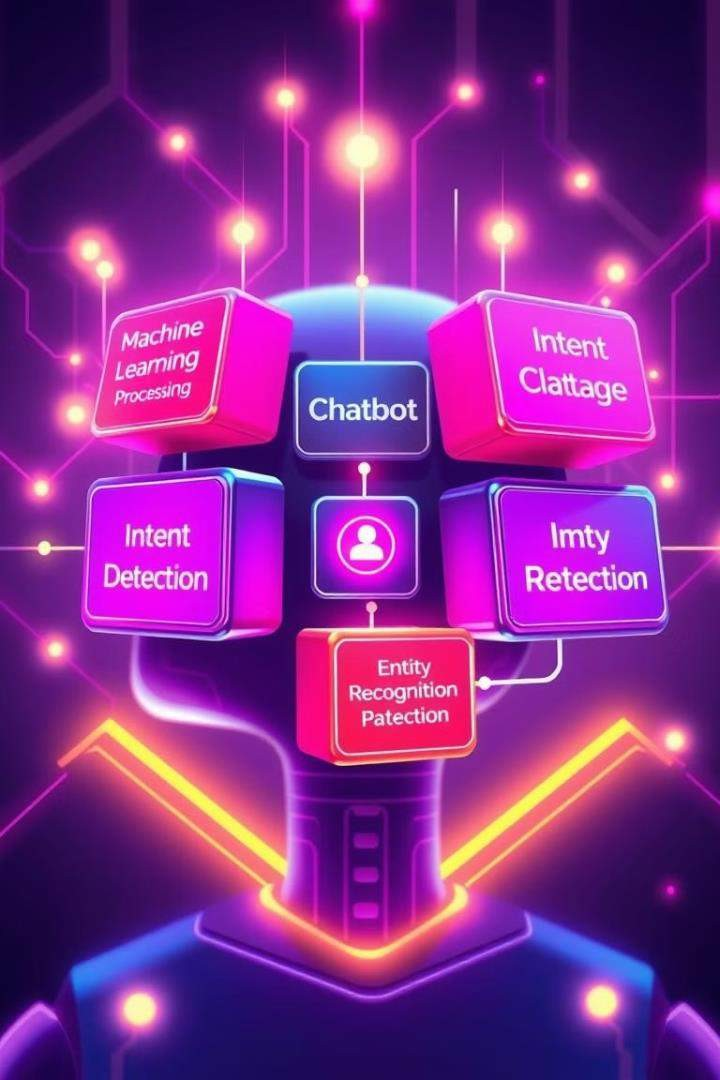 Machine
Learning
Processing
Intent
Clattage
Chatbot
Intent
Detection
Imty
Retection
Entity
Recognition
Patection